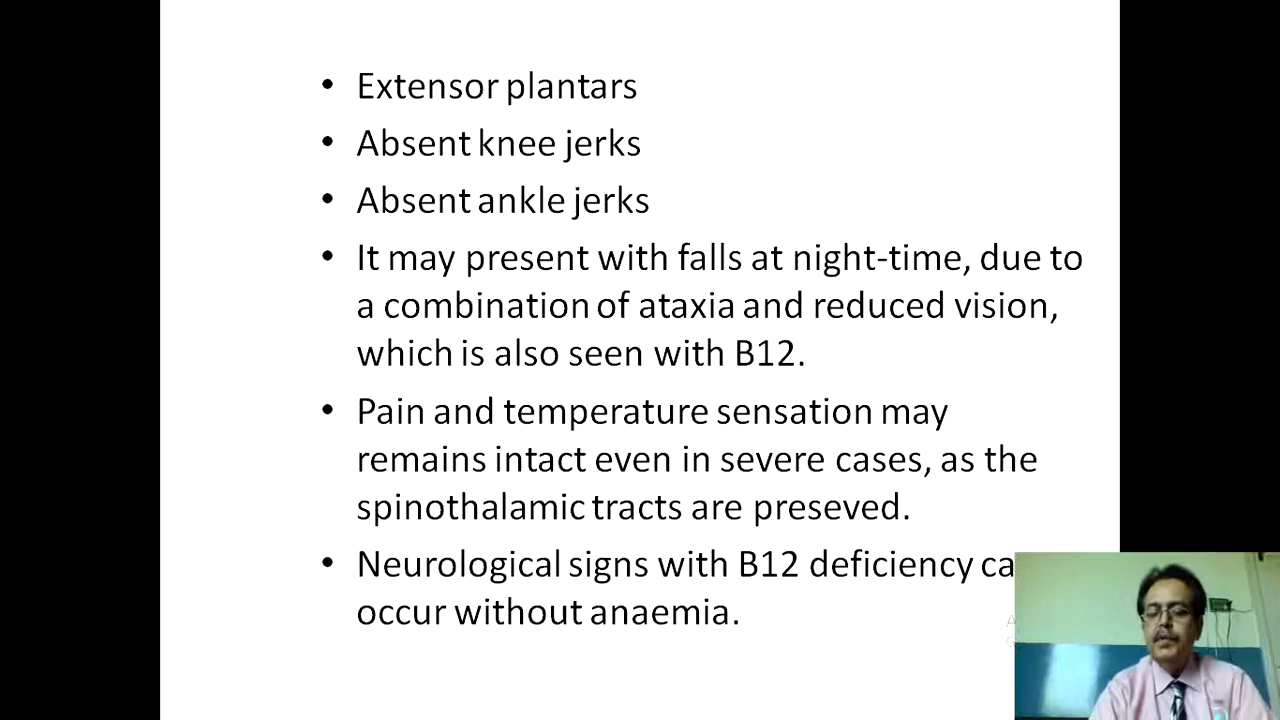 • Extensor plantars
• Absent knee jerks
• Absent ankle jerks
• It may present with falls at night-time, due to
a combination of ataxia and reduced vision,
which is also seen with B12.
• Pain and temperature sensation may
remains intact even in severe cases, as the
spinothalamic tracts are preseved.
• Neurological signs with B12 deficiency ca
occur without anaemia.